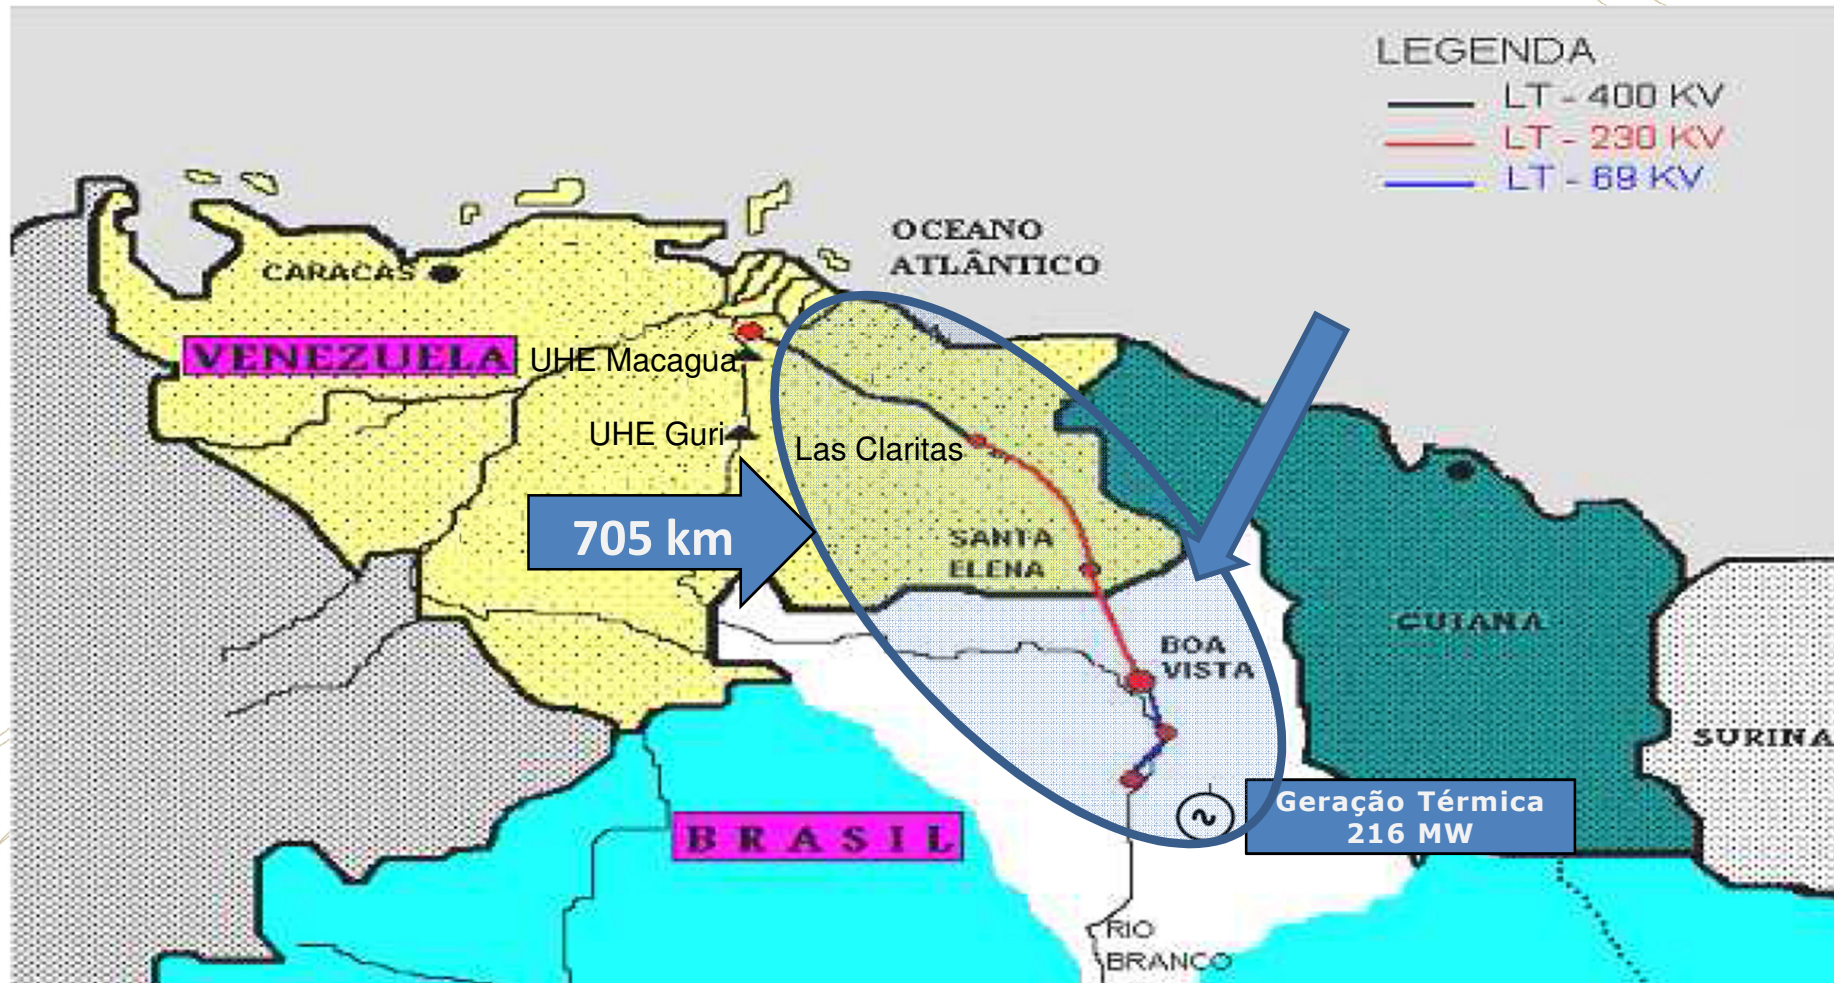 LEGENDA
LT - 400 KV
LT - 230 KV
LT - 69 KV
OCEANO
ATLÂNTICO
CARACAS
VENEZUELA
UHE Macagua
UHE Guri
Las Claritas
705 km
SANTA
ELENA
GUIANA
BOA
VISTA
SURINA
Geração Térmica
216 MW
~
BRASIL
RIO
BRANCO